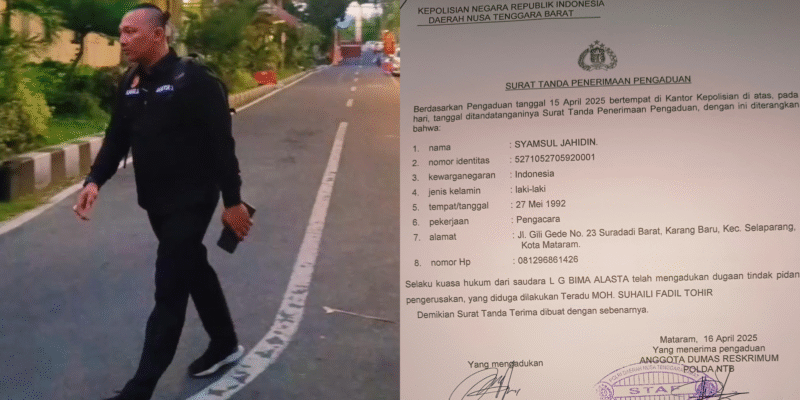 KEPOLISIAN NEGARA REPUBLIK INDONESIA
DAERAH NUSA TENGGARA BARAT
SURAT TANDA PENERIMAAN PENGADUAN
Berdasarkan Pengaduan tanggal 15 April 2025 bertempat di Kantor Kepolisian di atas, pada
hari, tanggal ditandatanganinya Surat Tanda Penerimaan Pengaduan, dengan ini diterangkan
bahwa:
1. nama : SYAMSUL JAHIDIN.
2. nomor identitas : 5271052705920001
3. kewarganegaran : Indonesia
4. jenis kelamin : laki-laki
5. tempat/tanggal : 27 Mei 1992
6. pekerjaan : Pengacara
7. alamat : Jl. Gili Gede No. 23 Suradadi Barat, Karang Baru, Kec. Selaparang,
Kota Mataram.
8. nomor Hp : 081296861426
Selaku kuasa hukum dari saudara L G BIMA ALASTA telah mengadukan dugaan tindak pidan
pengerusakan, yang diduga dilakukan Teradu MOH. SUHAILI FADIL TOHIR
Demikian Surat Tanda Terima dibuat dengan sebenarnya.
Mataram, 16 April 2025
Yang menerima pengaduan
Yang mengadukan
ANGGOTA DUMAS RESKRIMUM
POLDA NTB
STAF